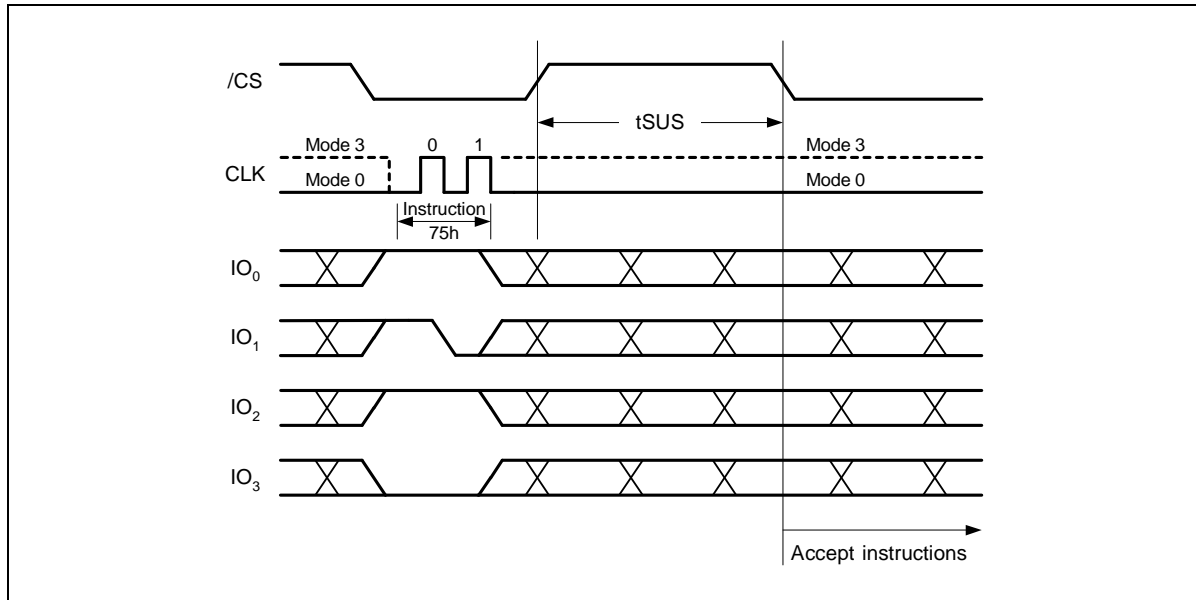 /CS
tSUS
Mode 3 0 1 Mode 3
CLK
Mode 0 Mode 0
Instruction
75h
IO0
IO1
IO2
IO3
Accept instructions